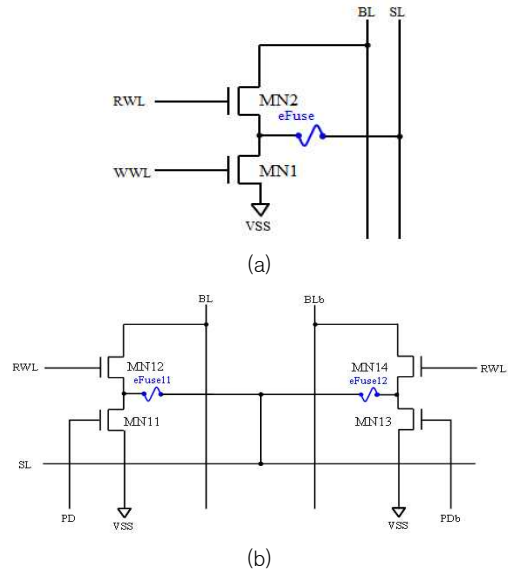 BL SL
RWL MN2
eFuse
WWL MN1
VSS
(a)
BL BLb
RWL MN12 MN14 RWL
eFuse11 eFuse12
MN11 MN13
SL
PD VSS VSS PDb
(b)